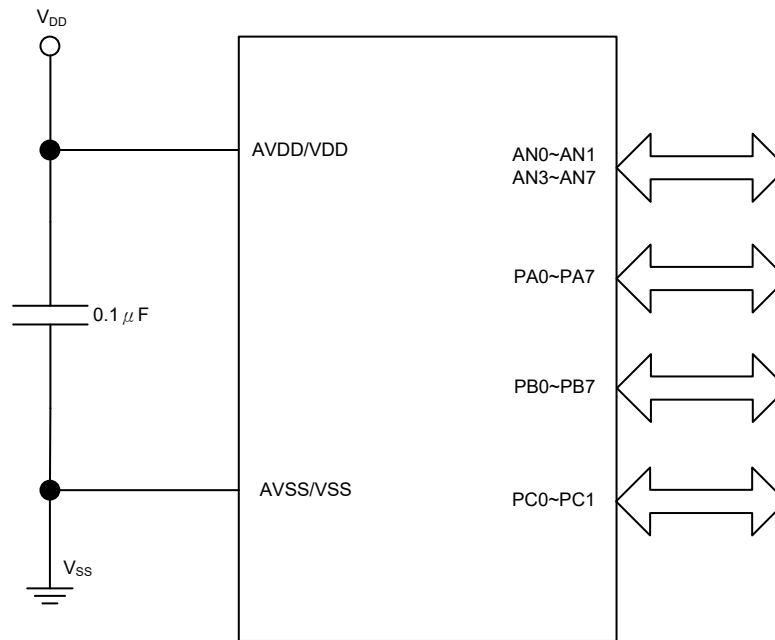 VDD
AVDD/VDD
AN0~AN1
AN3~AN7
PA0~PA7
0.1μF
PB0~PB7
AVSS/VSS
PC0~PC1
VSS